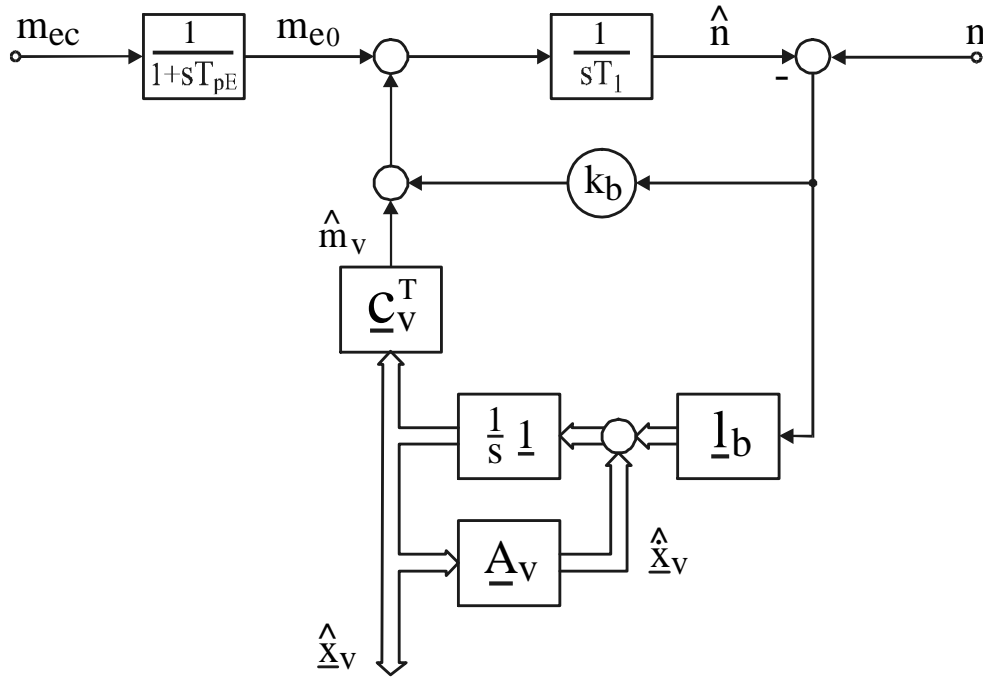 m_ec
1
1+sT_pE
m_e0
1
sT_1
n̂
-
n
k_b
m̂_v
c_v^T
1
s 1
l_b
A_v
ẋ̂_v
x̂_v